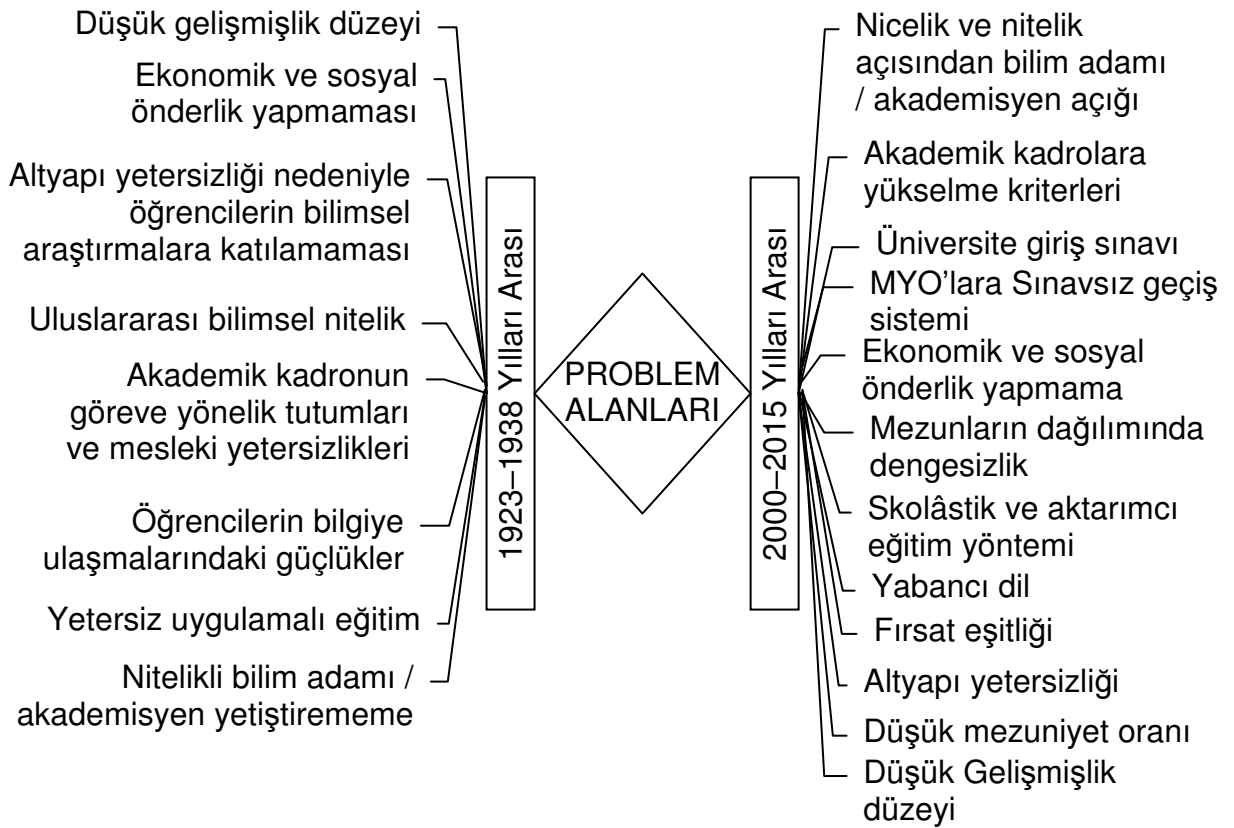 Düşük gelişmişlik düzeyi
Ekonomik ve sosyal
önderlik yapmaması
Altyapı yetersizliği nedeniyle
öğrencilerin bilimsel
araştırmalara katılamaması
Uluslararası bilimsel nitelik
Akademik kadronun
göreve yönelik tutumları
ve mesleki yetersizlikleri
Öğrencilerin bilgiye
ulaşmalarındaki güçlükler
Yetersiz uygulamalı eğitim
Nitelikli bilim adamı /
akademisyen yetiştirememe
1923–1938 Yılları Arası
PROBLEM
ALANLARI
2000–2015 Yılları Arası
Nicelik ve nitelik
açısından bilim adamı
/ akademisyen açığı
Akademik kadrolara
yükselme kriterleri
Üniversite giriş sınavı
MYO’lara Sınavsız geçiş
sistemi
Ekonomik ve sosyal
önderlik yapmama
Mezunların dağılımında
dengesizlik
Skolâstik ve aktarımcı
eğitim yöntemi
Yabancı dil
Fırsat eşitliği
Altyapı yetersizliği
Düşük mezuniyet oranı
Düşük Gelişmişlik
düzeyi